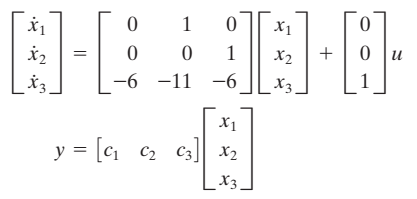 ẋ₁ 0 1 0 x₁ 0
ẋ₂ = 0 0 1 x₂ + 0 u
ẋ₃ −6 −11 −6 x₃ 1
x₁
y = [c₁ c₂ c₃] x₂
x₃